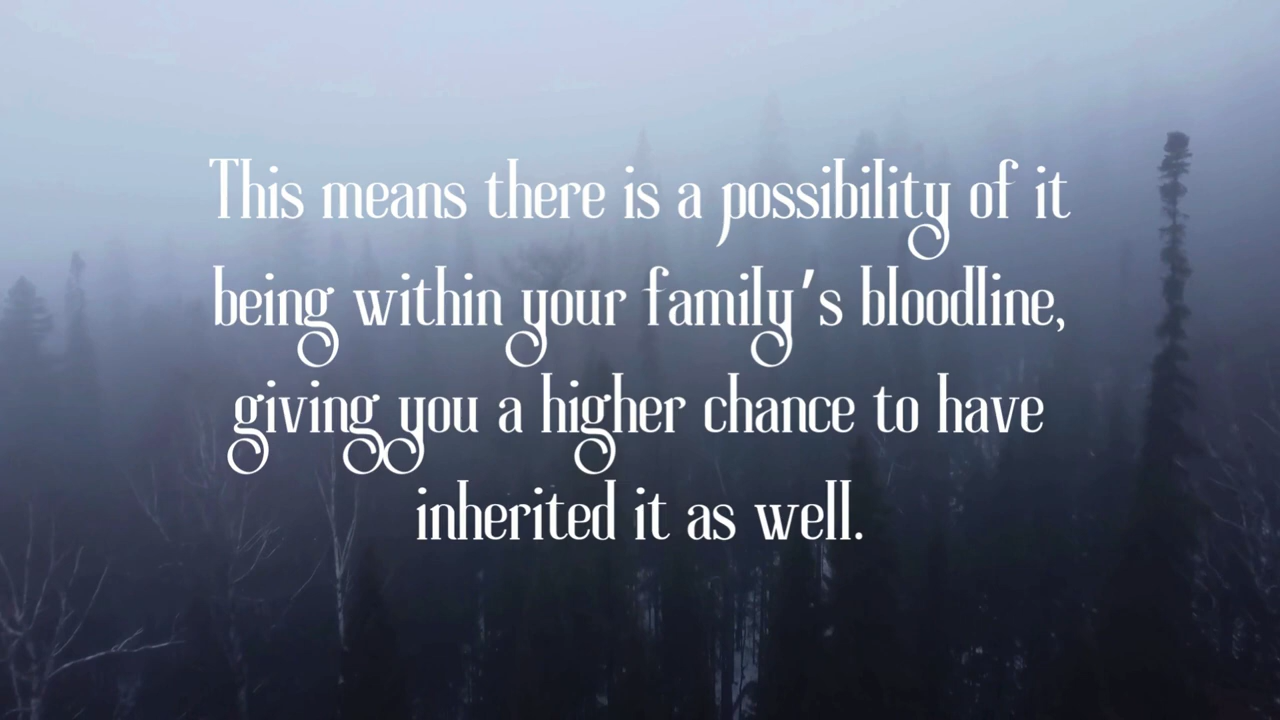 This means there is a possibility of it
being within your family's bloodline,
giving you a higher chance to have
inherited it as well.